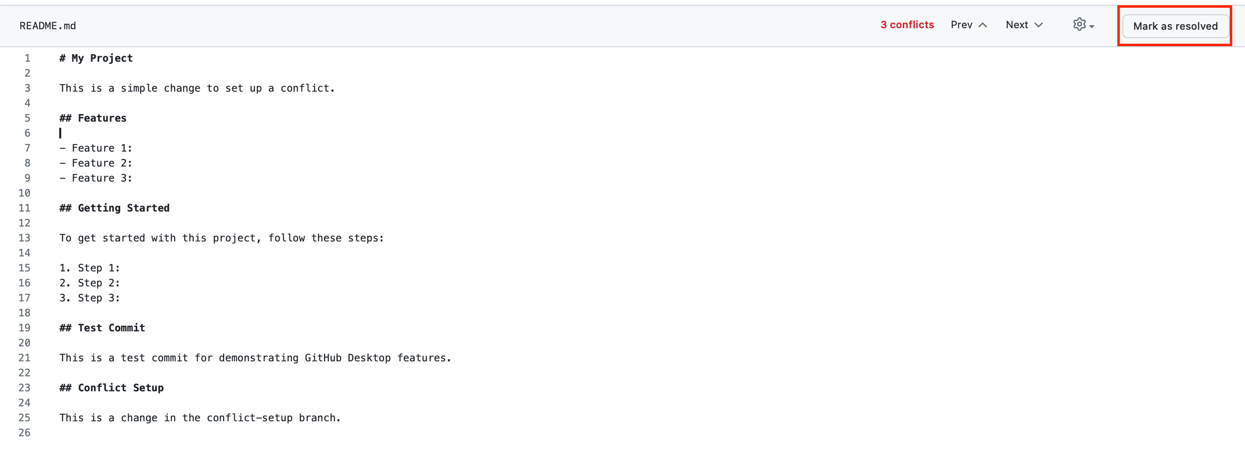 README.md 3 conflicts Prev Next Mark as resolved
1 # My Project
2
3 This is a simple change to set up a conflict.
4
5 ## Features
6
7 - Feature 1:
8 - Feature 2:
9 - Feature 3:
10
11 ## Getting Started
12
13 To get started with this project, follow these steps:
14
15 1. Step 1:
16 2. Step 2:
17 3. Step 3:
18
19 ## Test Commit
20
21 This is a test commit for demonstrating GitHub Desktop features.
22
23 ## Conflict Setup
24
25 This is a change in the conflict-setup branch.
26